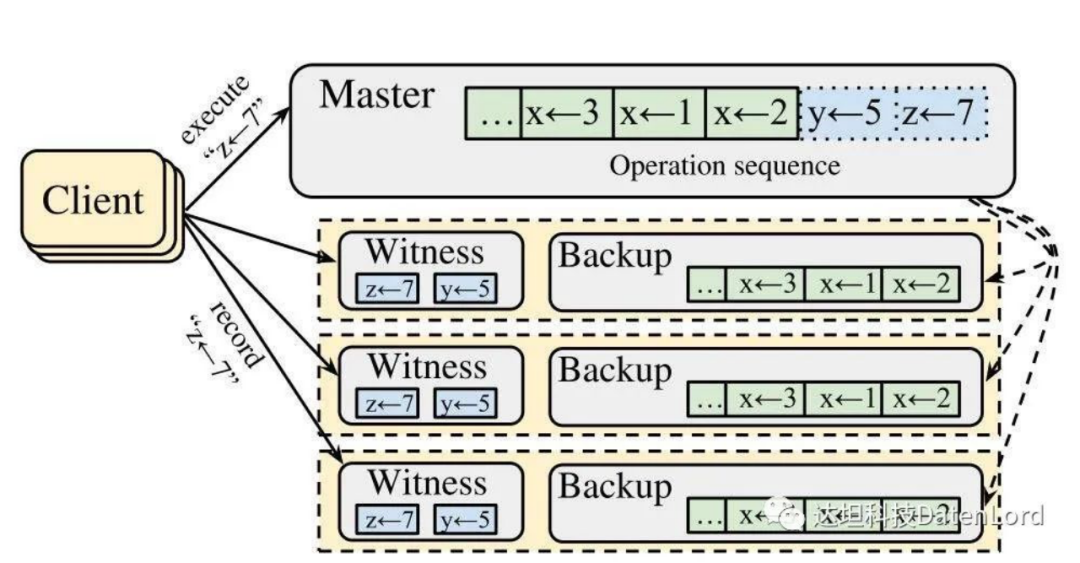 Master
… x←3 x←1 x←2 y←5 z←7
Operation sequence
execute
“z←7”
Client
record
“z←7”
Witness
z←7 y←5
Backup
… x←3 x←1 x←2
Witness
z←7 y←5
Backup
… x←3 x←1 x←2
Witness
z←7 y←5
Backup
… x←
达坦科技DatenLord